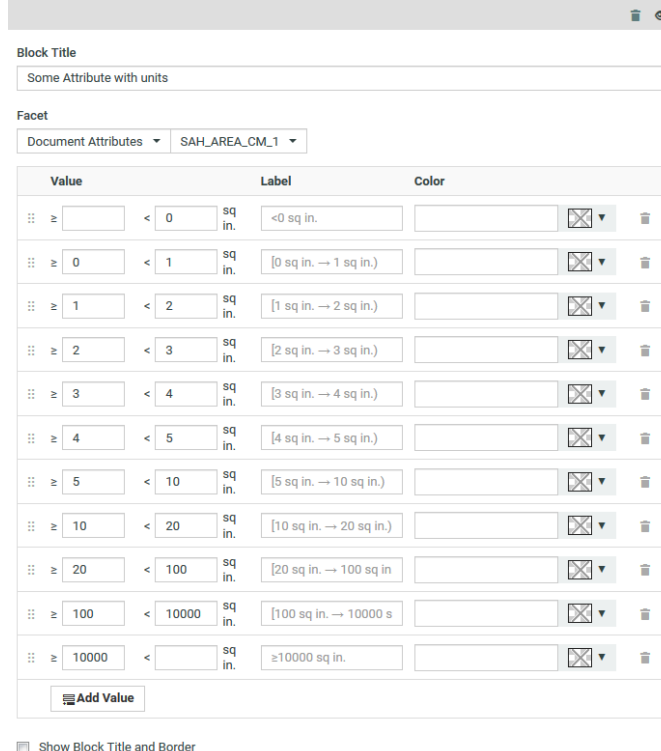 Block Title
Some Attribute with units
Facet
Document Attributes SAH_AREA_CM_1
Value Label Color
≥ < 0 sq in. <0 sq in.
≥ 0 < 1 sq in. [0 sq in. → 1 sq in.)
≥ 1 < 2 sq in. [1 sq in. → 2 sq in.)
≥ 2 < 3 sq in. [2 sq in. → 3 sq in.)
≥ 3 < 4 sq in. [3 sq in. → 4 sq in.)
≥ 4 < 5 sq in. [4 sq in. → 5 sq in.)
≥ 5 < 10 sq in. [5 sq in. → 10 sq in.)
≥ 10 < 20 sq in. [10 sq in. → 20 sq in.)
≥ 20 < 100 sq in. [20 sq in. → 100 sq in
≥ 100 < 10000 sq in. [100 sq in. → 10000 s
≥ 10000 < sq in. ≥10000 sq in.
Add Value
Show Block Title and Border